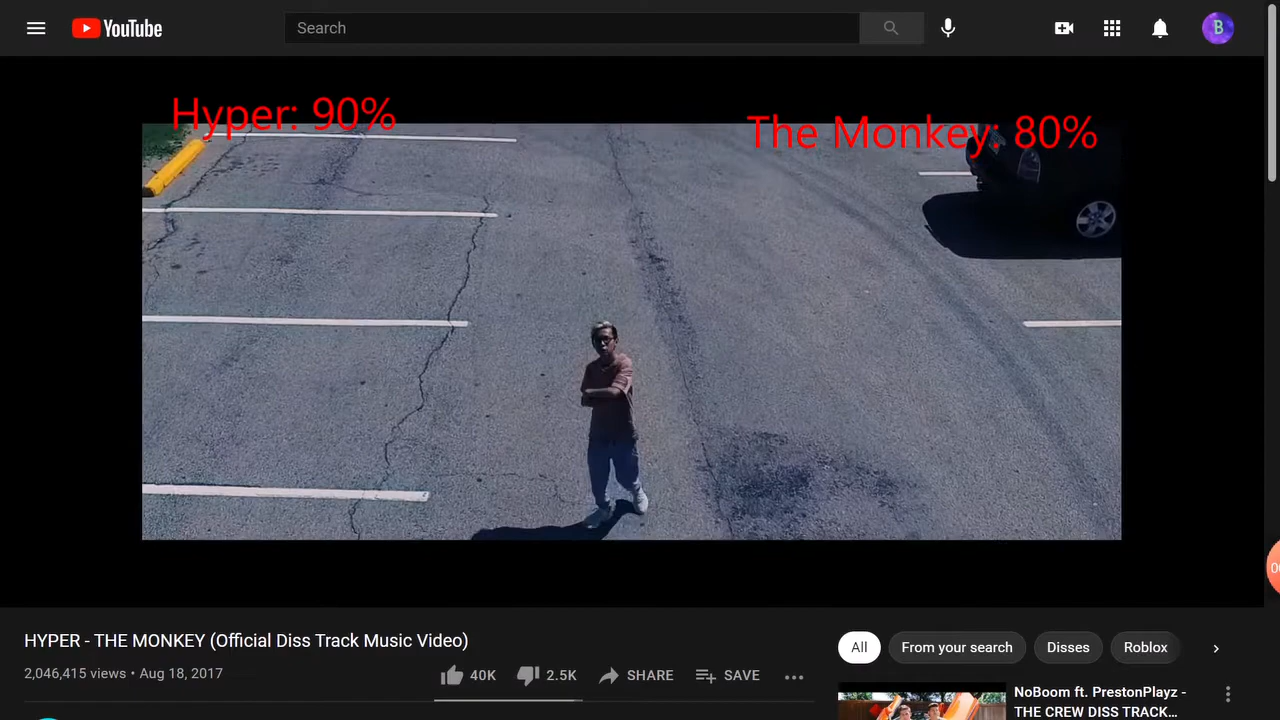 YouTube
Search
B
Hyper: 90%
The Monkey: 80%
HYPER - THE MONKEY (Official Diss Track Music Video)
2,046,415 views • Aug 18, 2017
40K
2.5K
SHARE
SAVE
All
From your search
Disses
Roblox
NoBoom ft. PrestonPlayz -
THE CREW DISS TRACK...